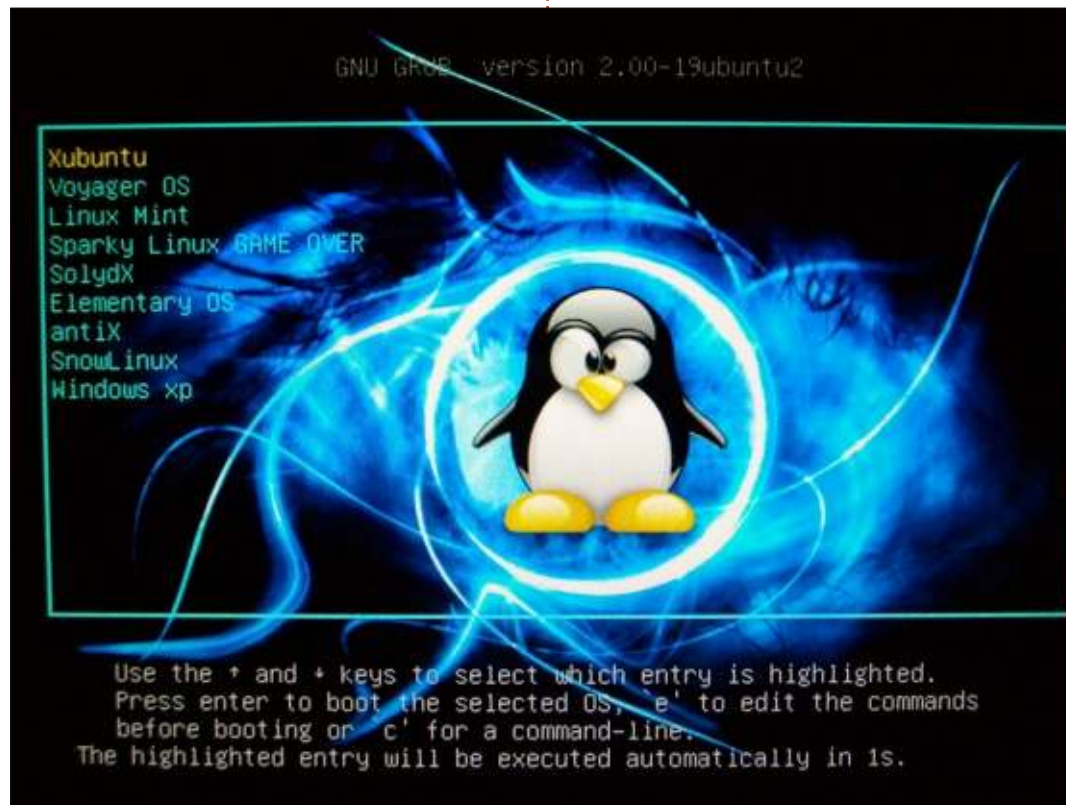 GNU GRUB version 2.00-19ubuntu2
Xubuntu
Voyager OS
Linux Mint
Sparky Linux GAME OVER
SolydX
Elementary OS
antiX
SnowLinux
Windows xp
Use the ↑ and ↓ keys to select which entry is highlighted.
Press enter to boot the selected OS, `e' to edit the commands
before booting or `c' for a command-line.
The highlighted entry will be executed automatically in 1s.